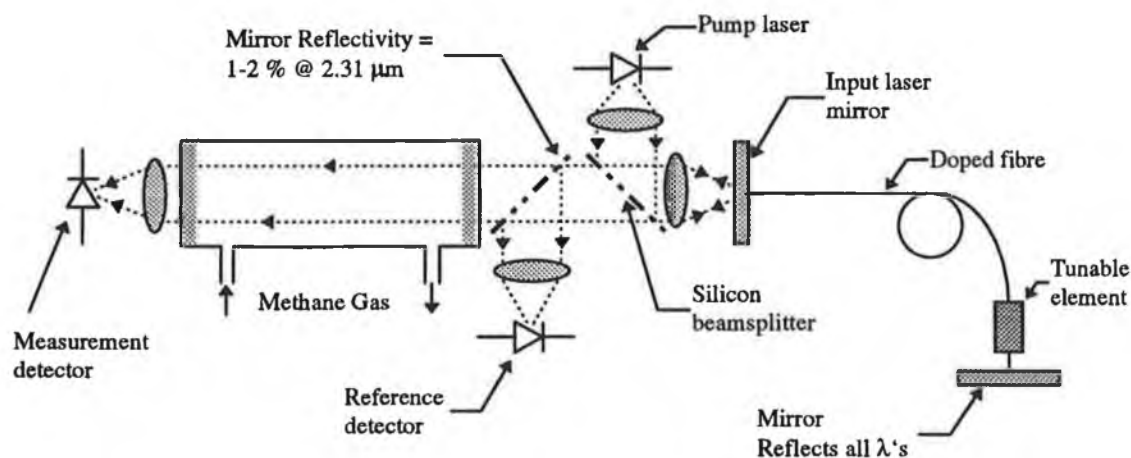 Mirror Reflectivity =
1-2 % @ 2.31 µm
Pump laser
Input laser
mirror
Doped fibre
Tunable
element
Methane Gas
Silicon
beamsplitter
Measurement
detector
Reference
detector
Mirror
Reflects all λ‘s